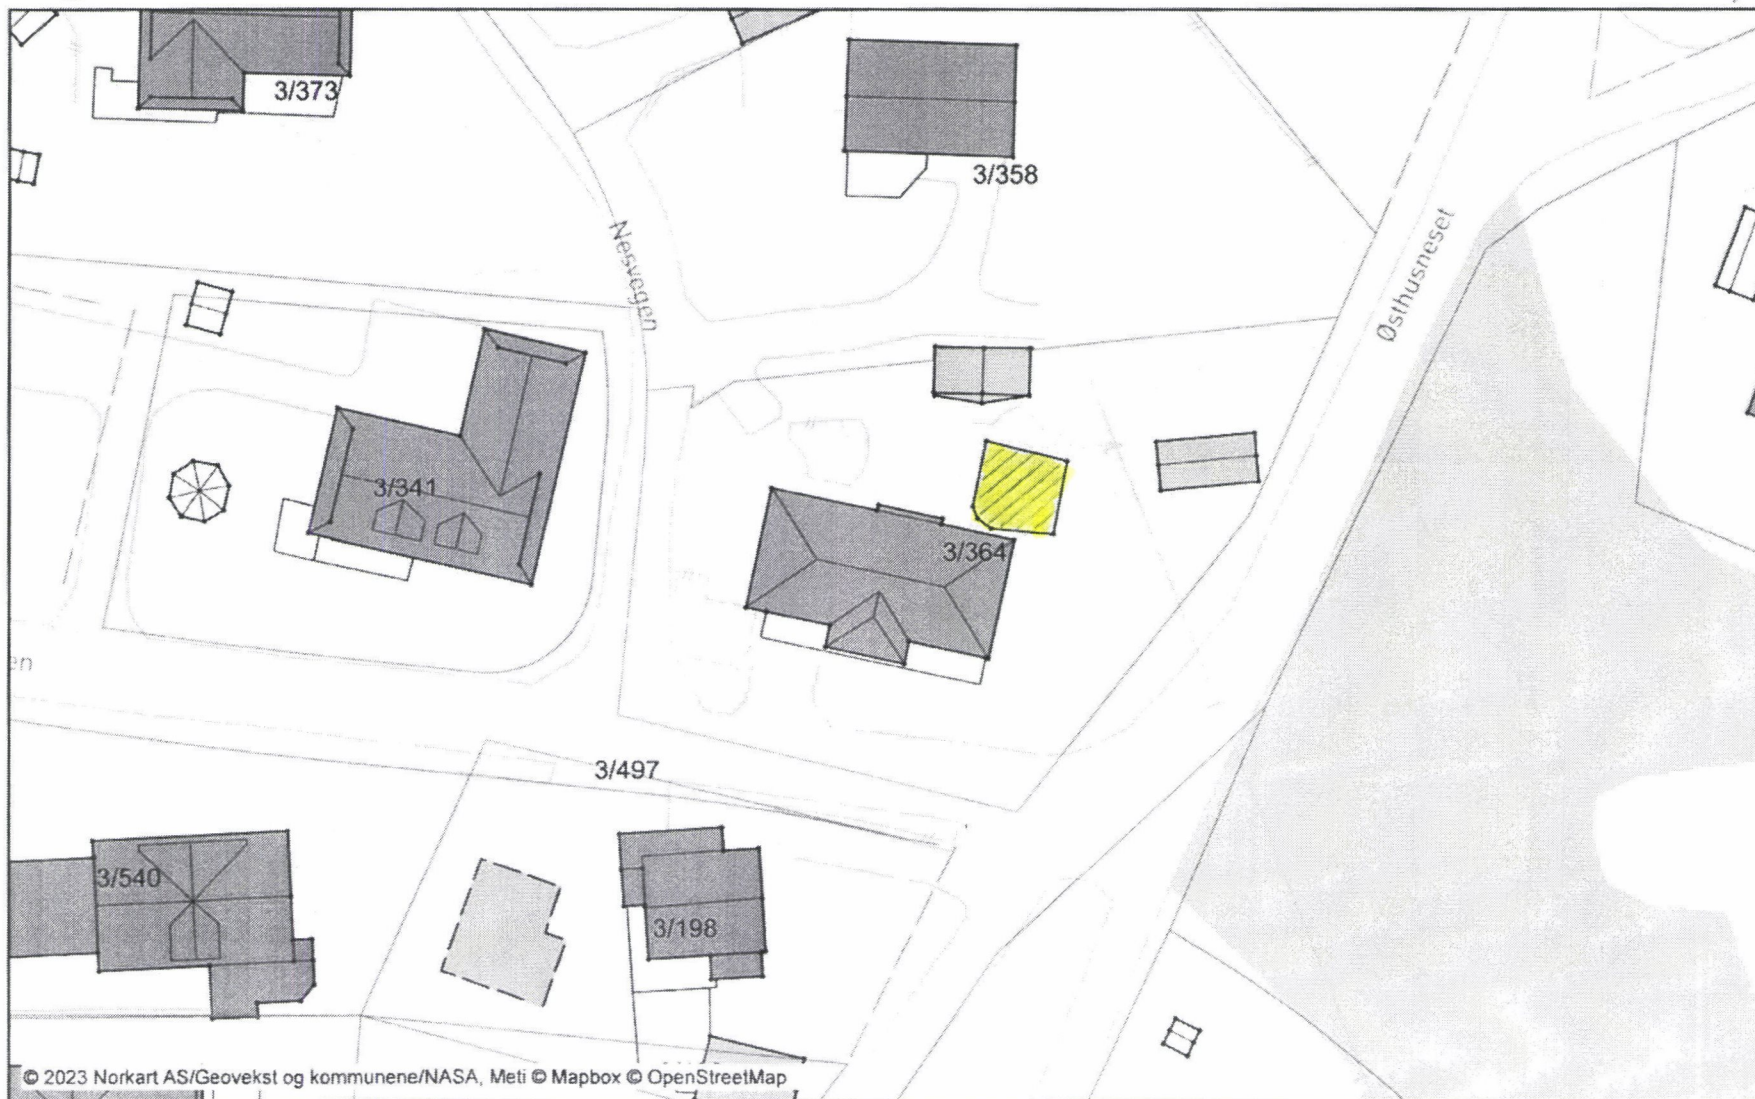 3/373
3/358
Nesvegen
Østhusneset
3/341
3/364
en
3/497
3/540
3/198
© 2023 Norkart AS/Geovekst og kommunene/NASA, Meti © Mapbox © OpenStreetMap